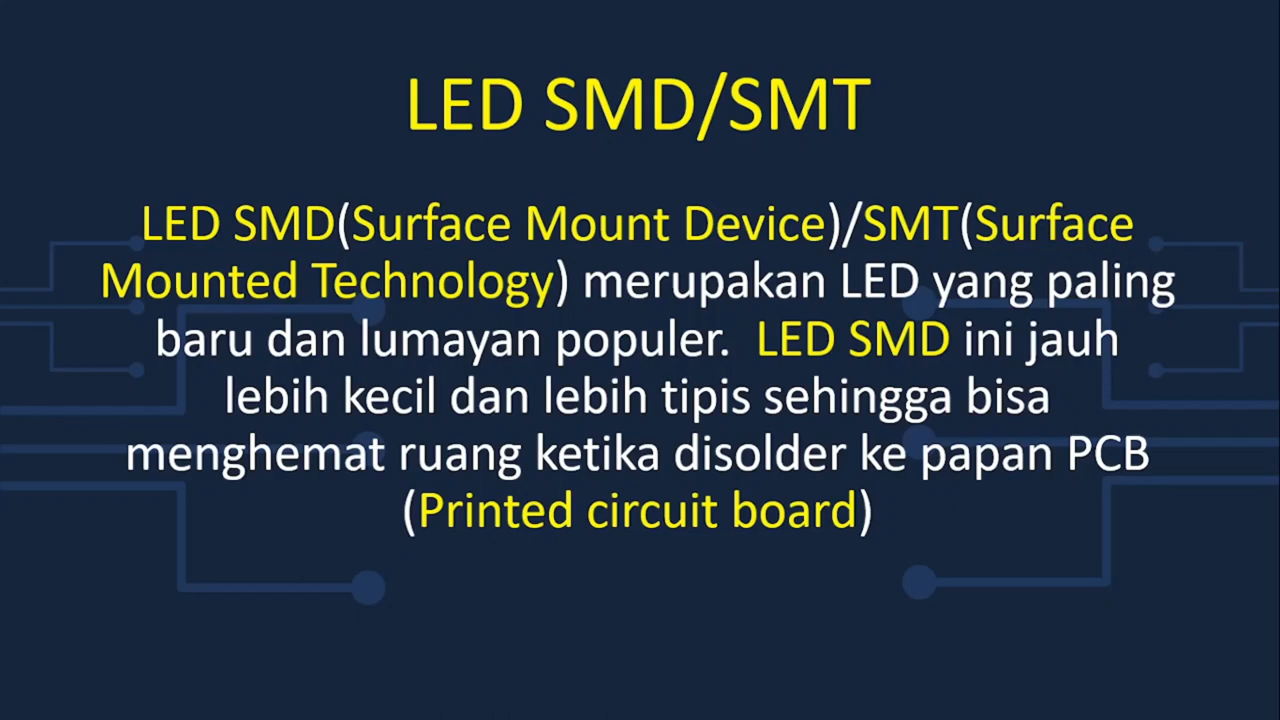 LED SMD/SMT
LED SMD(Surface Mount Device)/SMT(Surface
Mounted Technology) merupakan LED yang paling
baru dan lumayan populer.  LED SMD ini jauh
lebih kecil dan lebih tipis sehingga bisa
menghemat ruang ketika disolder ke papan PCB
(Printed circuit board)